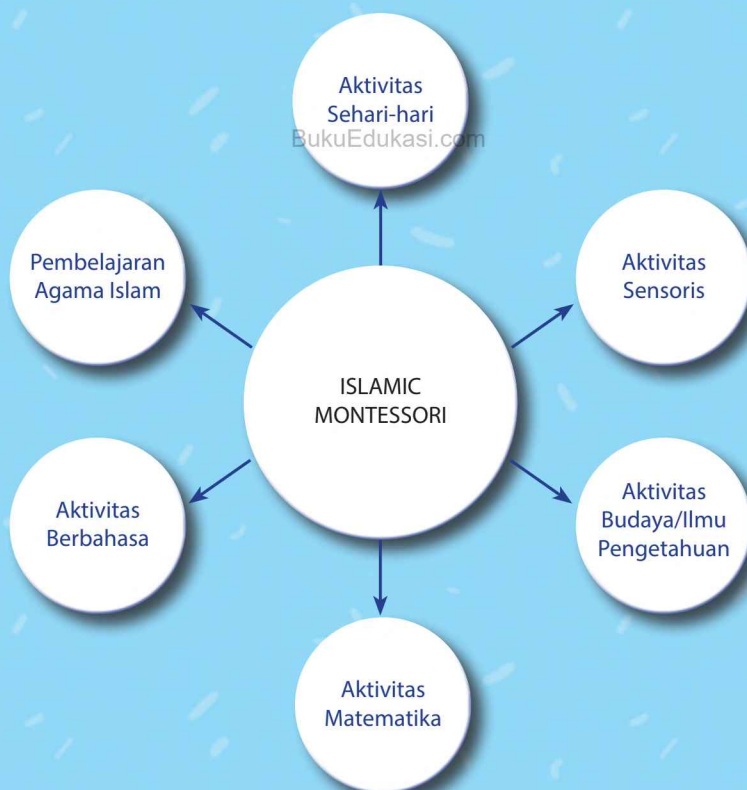 Aktivitas
Sehari-hari
BukuEdukasi.com
Pembelajaran
Agama Islam
Aktivitas
Sensoris
ISLAMIC
MONTESSORI
Aktivitas
Berbahasa
Aktivitas
Budaya/Ilmu
Pengetahuan
Aktivitas
Matematika